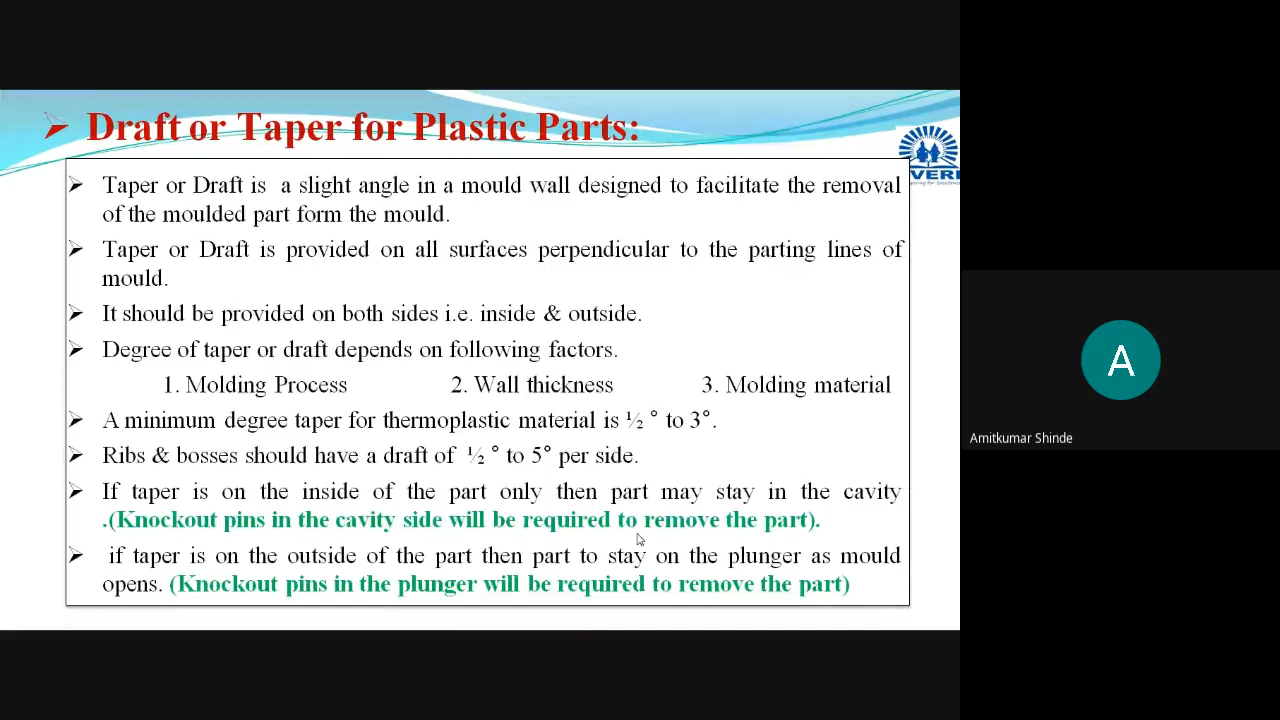 ➢ Draft or Taper for Plastic Parts:
➢ Taper or Draft is a slight angle in a mould wall designed to facilitate the removal
of the moulded part form the mould.
➢ Taper or Draft is provided on all surfaces perpendicular to the parting lines of
mould.
➢ It should be provided on both sides i.e. inside & outside.
➢ Degree of taper or draft depends on following factors.
1. Molding Process 2. Wall thickness 3. Molding material
➢ A minimum degree taper for thermoplastic material is ½ ° to 3°.
➢ Ribs & bosses should have a draft of ½ ° to 5° per side.
➢ If taper is on the inside of the part only then part may stay in the cavity
.(Knockout pins in the cavity side will be required to remove the part).
➢ if taper is on the outside of the part then part to stay on the plunger as mould
opens. (Knockout pins in the plunger will be required to remove the part)
VERI
A
Amitkumar Shinde